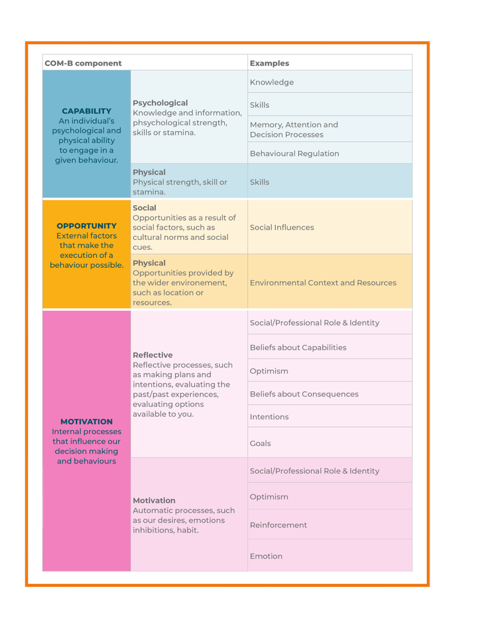 COM-B component
Examples
CAPABILITY
An individual's
psychological and
physical ability
to engage in a
given behaviour.
Psychological
Knowledge and information,
phsychological strength,
skills or stamina.
Knowledge
Skills
Memory, Attention and
Decision Processes
Behavioural Regulation
Physical
Physical strength, skill or
stamina.
Skills
OPPORTUNITY
External factors
that make the
execution of a
behaviour possible.
Social
Opportunities as a result of
social factors, such as
cultural norms and social
cues.
Social Influences
Physical
Opportunities provided by
the wider environement,
such as location or
resources.
Environmental Context and Resources
MOTIVATION
Internal processes
that influence our
decision making
and behaviours
Reflective
Reflective processes, such
as making plans and
intentions, evaluating the
past/past experiences,
evaluating options
available to you.
Social/Professional Role & Identity
Beliefs about Capabilities
Optimism
Beliefs about Consequences
Intentions
Goals
Motivation
Automatic processes, such
as our desires, emotions
inhibitions, habit.
Social/Professional Role & Identity
Optimism
Reinforcement
Emotion